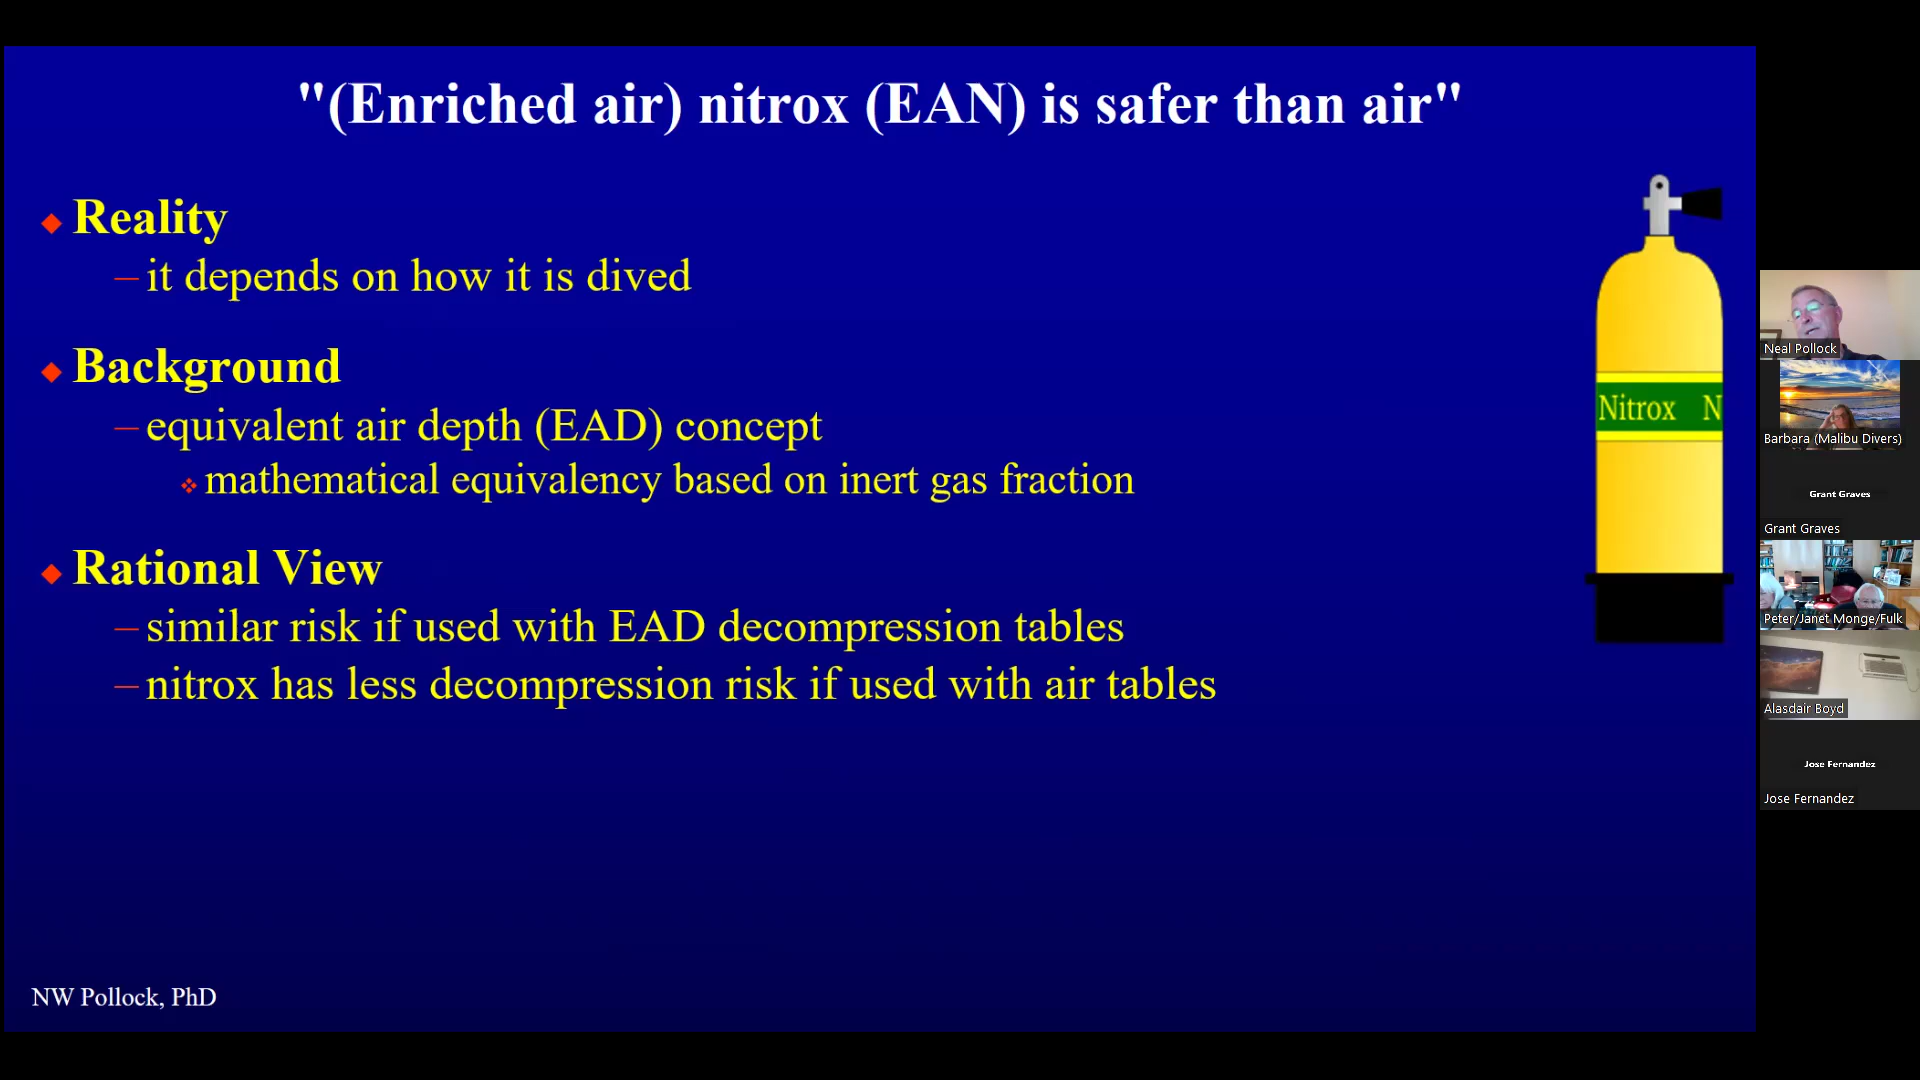 "(Enriched air) nitrox (EAN) is safer than air"
Reality
– it depends on how it is dived
Background
– equivalent air depth (EAD) concept
mathematical equivalency based on inert gas fraction
Rational View
– similar risk if used with EAD decompression tables
– nitrox has less decompression risk if used with air tables
Nitrox N
NW Pollock, PhD
Neal Pollock
Barbara (Malibu Divers)
Grant Graves
Grant Graves
Peter/Janet Monge/Fulk
Alasdair Boyd
Jose Fernandez
Jose Fernandez